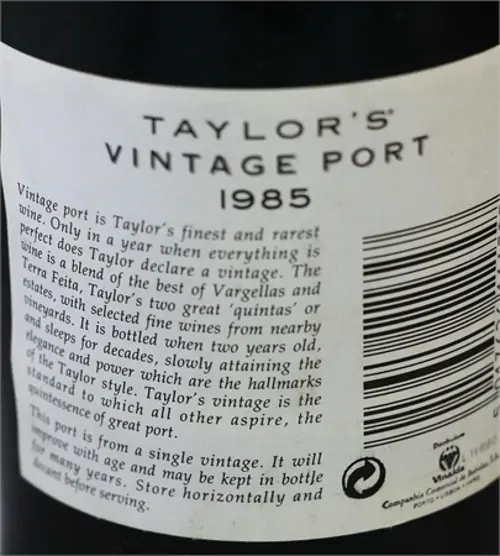 TAYLOR'S
VINTAGE PORT
1985
Vintage port is Taylor's finest and rarest
wine. Only in a year when everything is
perfect does Taylor declare a vintage. The
wine is a blend of the best of Vargellas and
Terra Feita, Taylor's two great 'quintas' or
estates, with selected fine wines from nearby
vineyards. It is bottled when two years old,
and sleeps for decades, slowly attaining the
elegance and power which are the hallmarks
of the Taylor style. Taylor's vintage is the
standard to which all other aspire, the
quintessence of great port.
This port is from a single vintage. It will
improve with age and may be kept in bottle
for many years. Store horizontally and
decant before serving.
Vinalda
Companhia Comercial de
PORTO